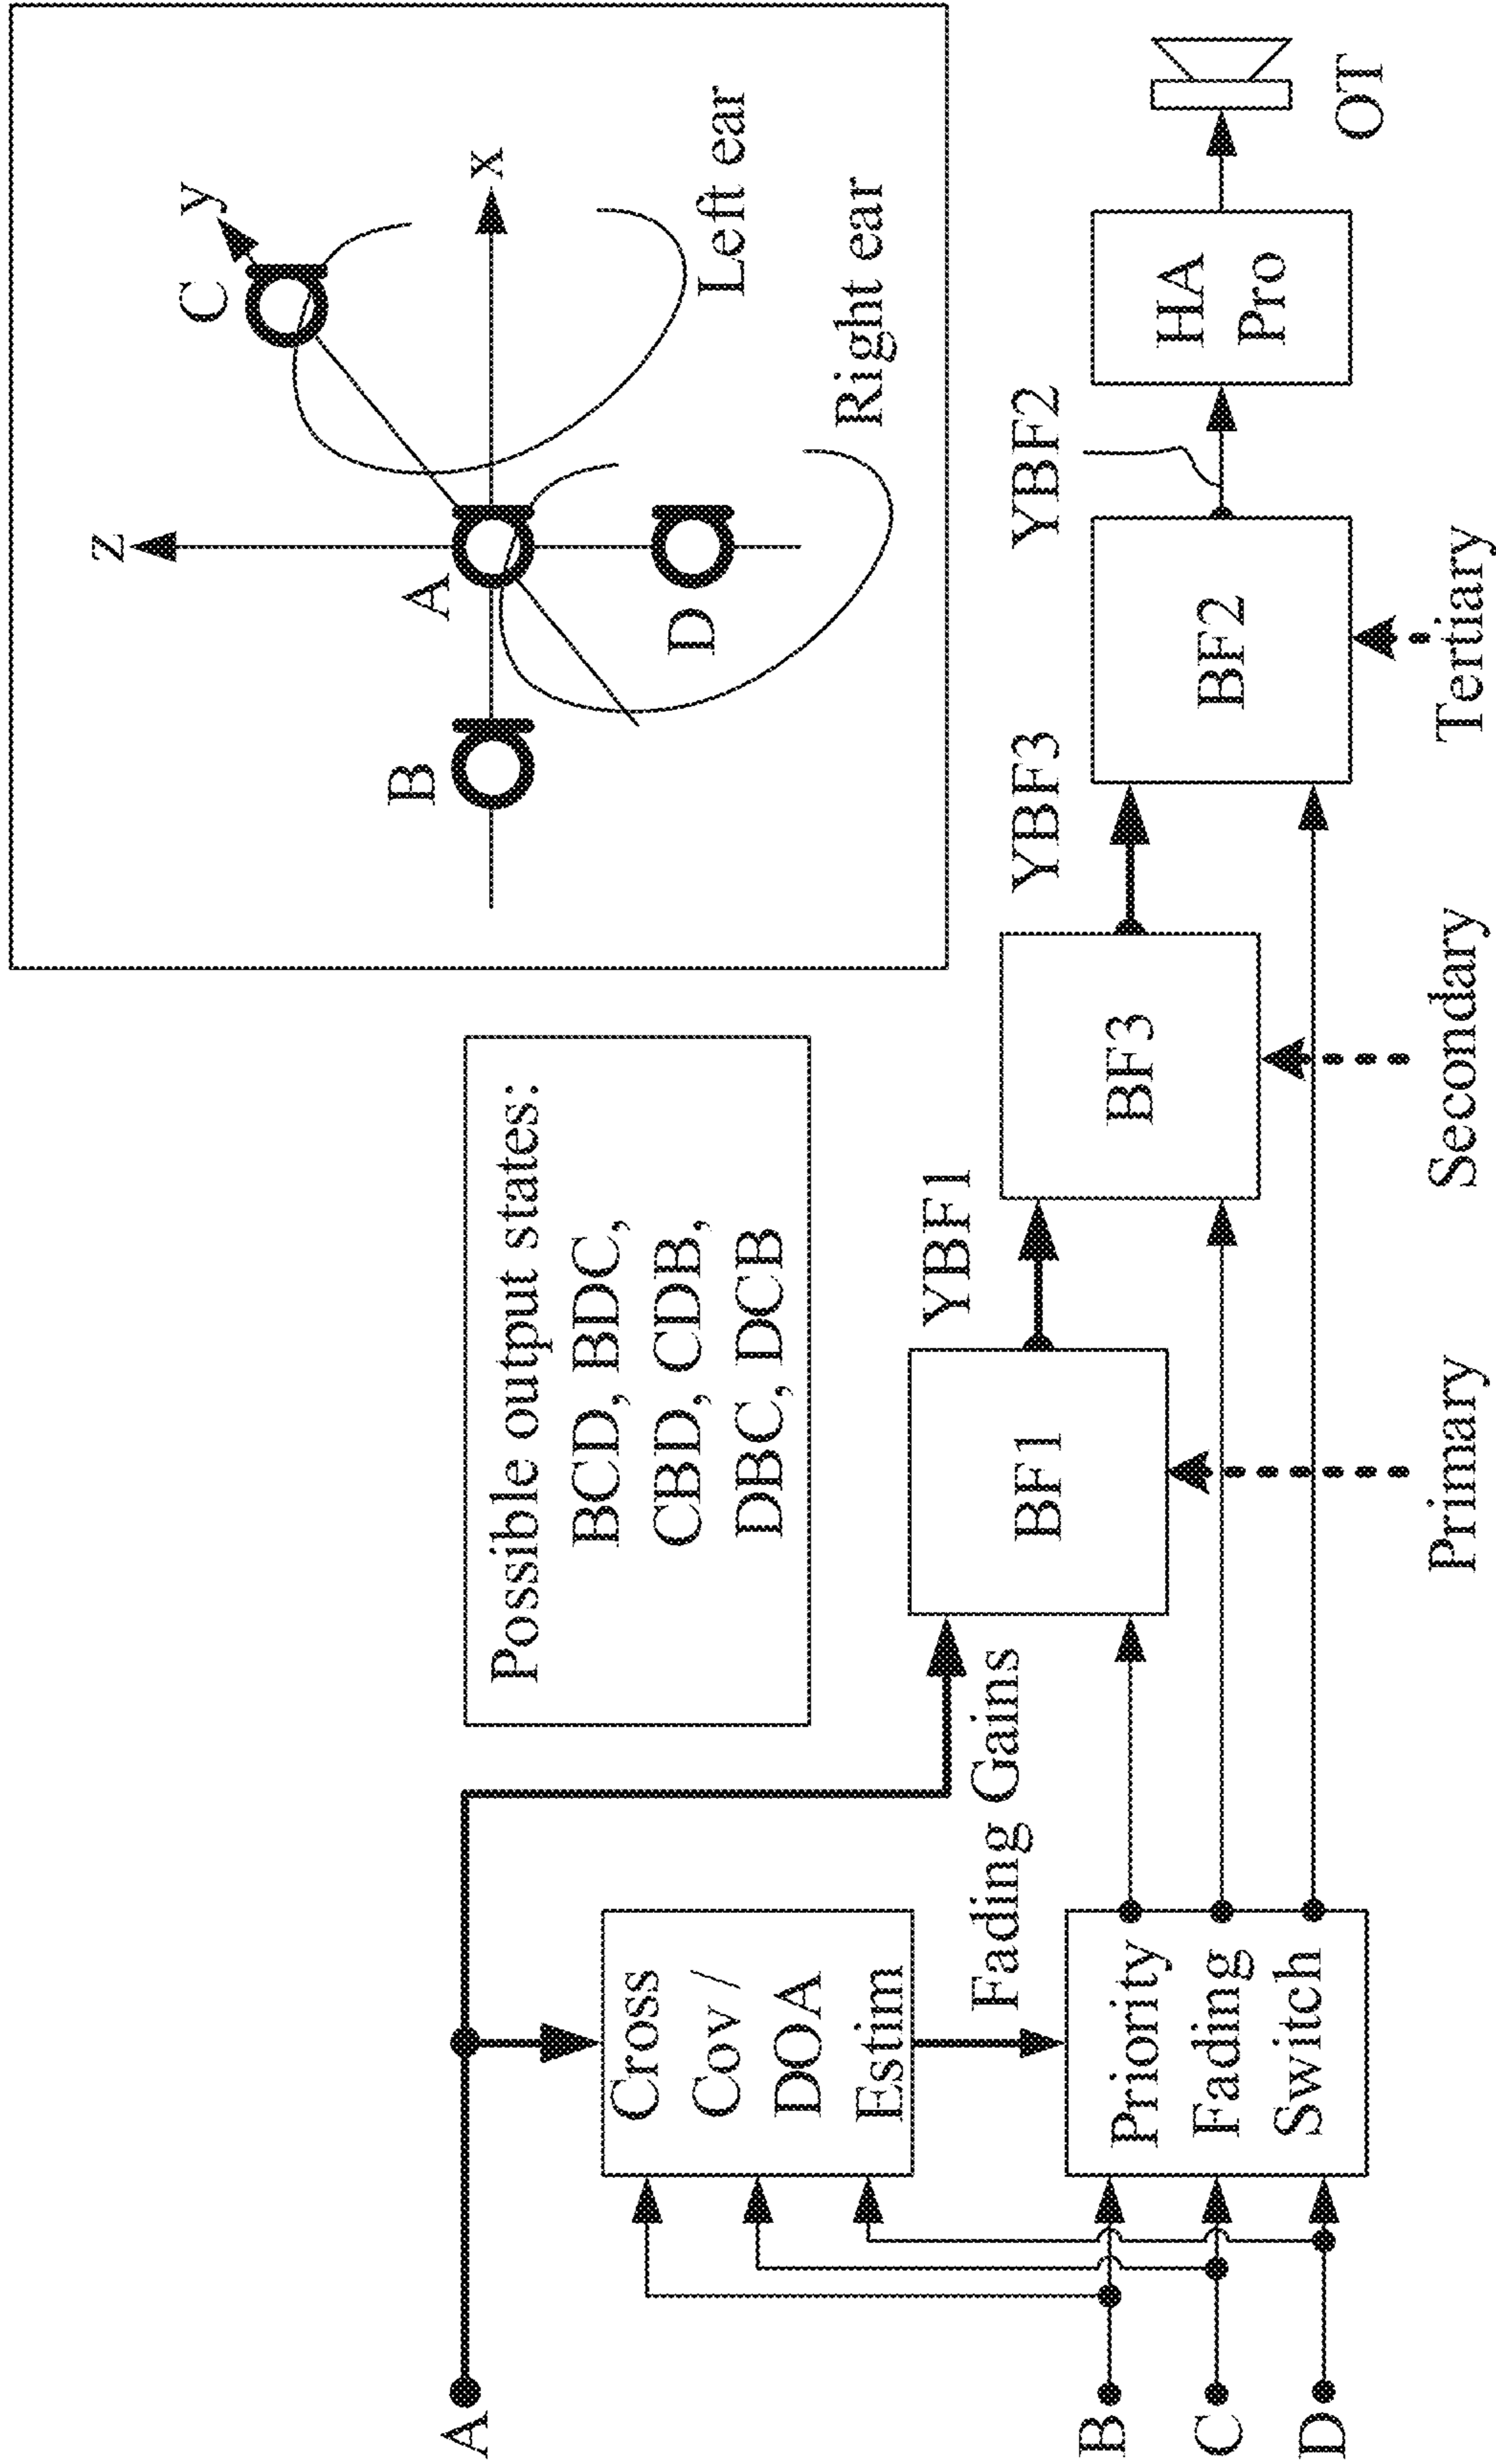 A
B
C
D
Cross
Cov /
DOA
Estim
Fading Gains
Priority
Fading
Switch
Possible output states:
BCD, BDC,
CBD, CDB,
DBC, DCB
BF1
YBF1
BF3
YBF3
BF2
YBF2
HA
Pro
OT
Primary
Secondary
Tertiary
z
y
x
C
A
B
D
Left ear
Right ear